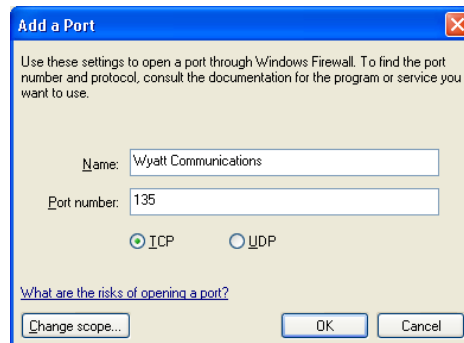 Add a Port
Use these settings to open a port through Windows Firewall. To find the port
number and protocol, consult the documentation for the program or service you
want to use.
Name: Wyatt Communications
Port number: 135
TCP UDP
What are the risks of opening a port?
Change scope... OK Cancel